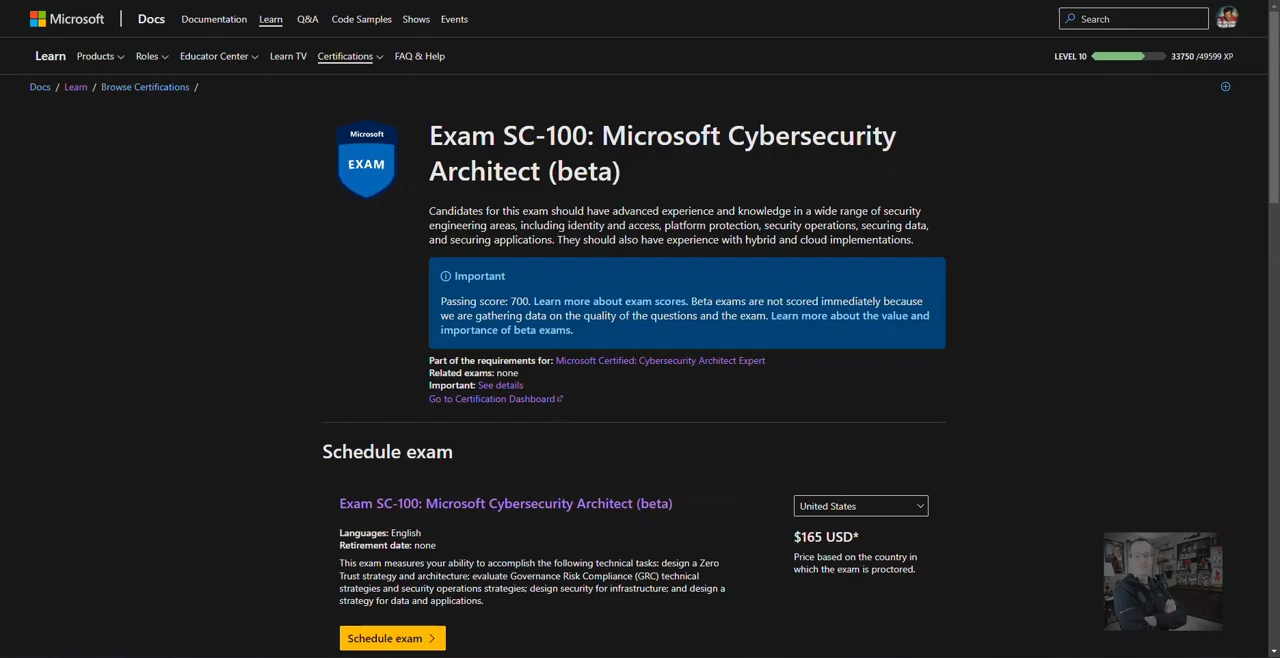 Microsoft | Docs Documentation Learn Q&A Code Samples Shows Events Search
Learn Products Roles Educator Center Learn TV Certifications FAQ & Help LEVEL 10 33750 /49599 XP
Docs / Learn / Browse Certifications /
Microsoft
EXAM
Exam SC-100: Microsoft Cybersecurity
Architect (beta)
Candidates for this exam should have advanced experience and knowledge in a wide range of security
engineering areas, including identity and access, platform protection, security operations, securing data,
and securing applications. They should also have experience with hybrid and cloud implementations.
Important
Passing score: 700. Learn more about exam scores. Beta exams are not scored immediately because
we are gathering data on the quality of the questions and the exam. Learn more about the value and
importance of beta exams.
Part of the requirements for: Microsoft Certified: Cybersecurity Architect Expert
Related exams: none
Important: See details
Go to Certification Dashboard
Schedule exam
Exam SC-100: Microsoft Cybersecurity Architect (beta)
Languages: English
Retirement date: none
This exam measures your ability to accomplish the following technical tasks: design a Zero
Trust strategy and architecture; evaluate Governance Risk Compliance (GRC) technical
strategies and security operations strategies; design security for infrastructure; and design a
strategy for data and applications.
Schedule exam
United States
$165 USD*
Price based on the country in
which the exam is proctored.